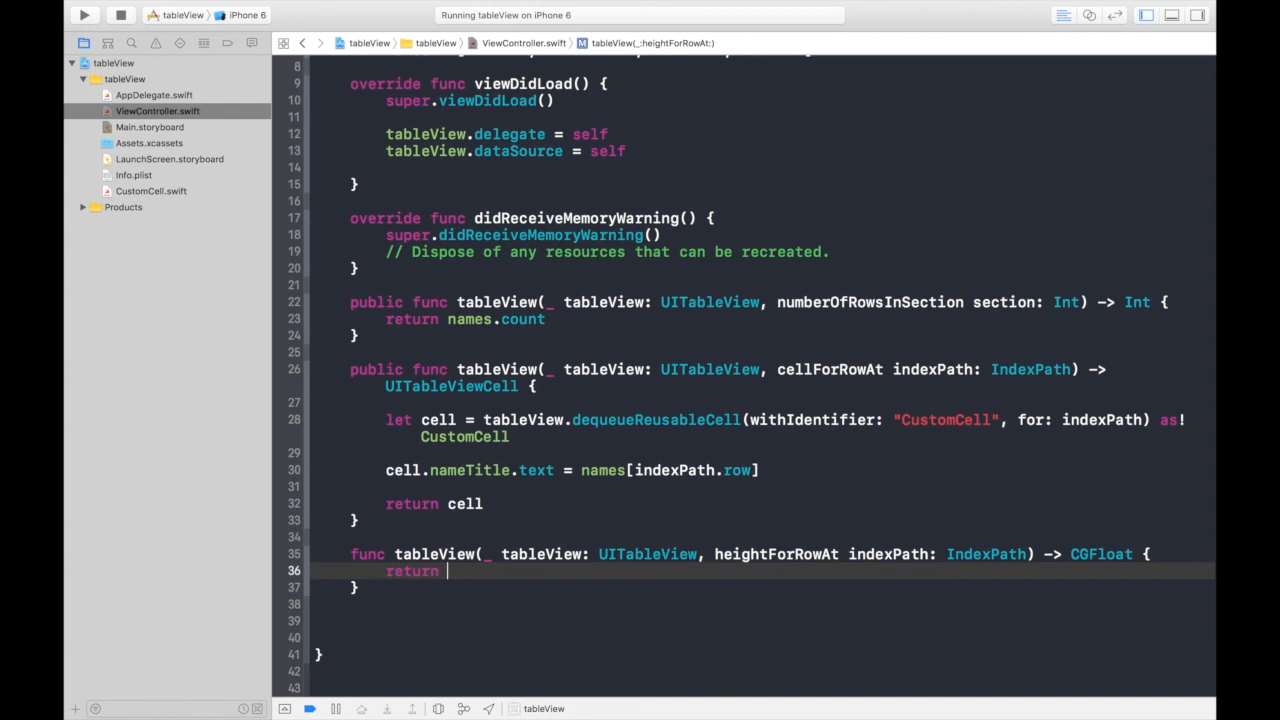 tableView iPhone 6 Running tableView on iPhone 6
tableView tableView ViewController.swift M tableView(_:heightForRowAt:)
tableView
tableView
AppDelegate.swift
ViewController.swift
Main.storyboard
Assets.xcassets
LaunchScreen.storyboard
Info.plist
CustomCell.swift
Products
8
9 override func viewDidLoad() {
10 super.viewDidLoad()
11
12 tableView.delegate = self
13 tableView.dataSource = self
14
15 }
16
17 override func didReceiveMemoryWarning() {
18 super.didReceiveMemoryWarning()
19 // Dispose of any resources that can be recreated.
20 }
21
22 public func tableView(_ tableView: UITableView, numberOfRowsInSection section: Int) -> Int {
23 return names.count
24 }
25
26 public func tableView(_ tableView: UITableView, cellForRowAt indexPath: IndexPath) ->
UITableViewCell {
27
28 let cell = tableView.dequeueReusableCell(withIdentifier: "CustomCell", for: indexPath) as!
CustomCell
29
30 cell.nameTitle.text = names[indexPath.row]
31
32 return cell
33 }
34
35 func tableView(_ tableView: UITableView, heightForRowAt indexPath: IndexPath) -> CGFloat {
36 return
37 }
38
39
40
41 }
42
43
tableView